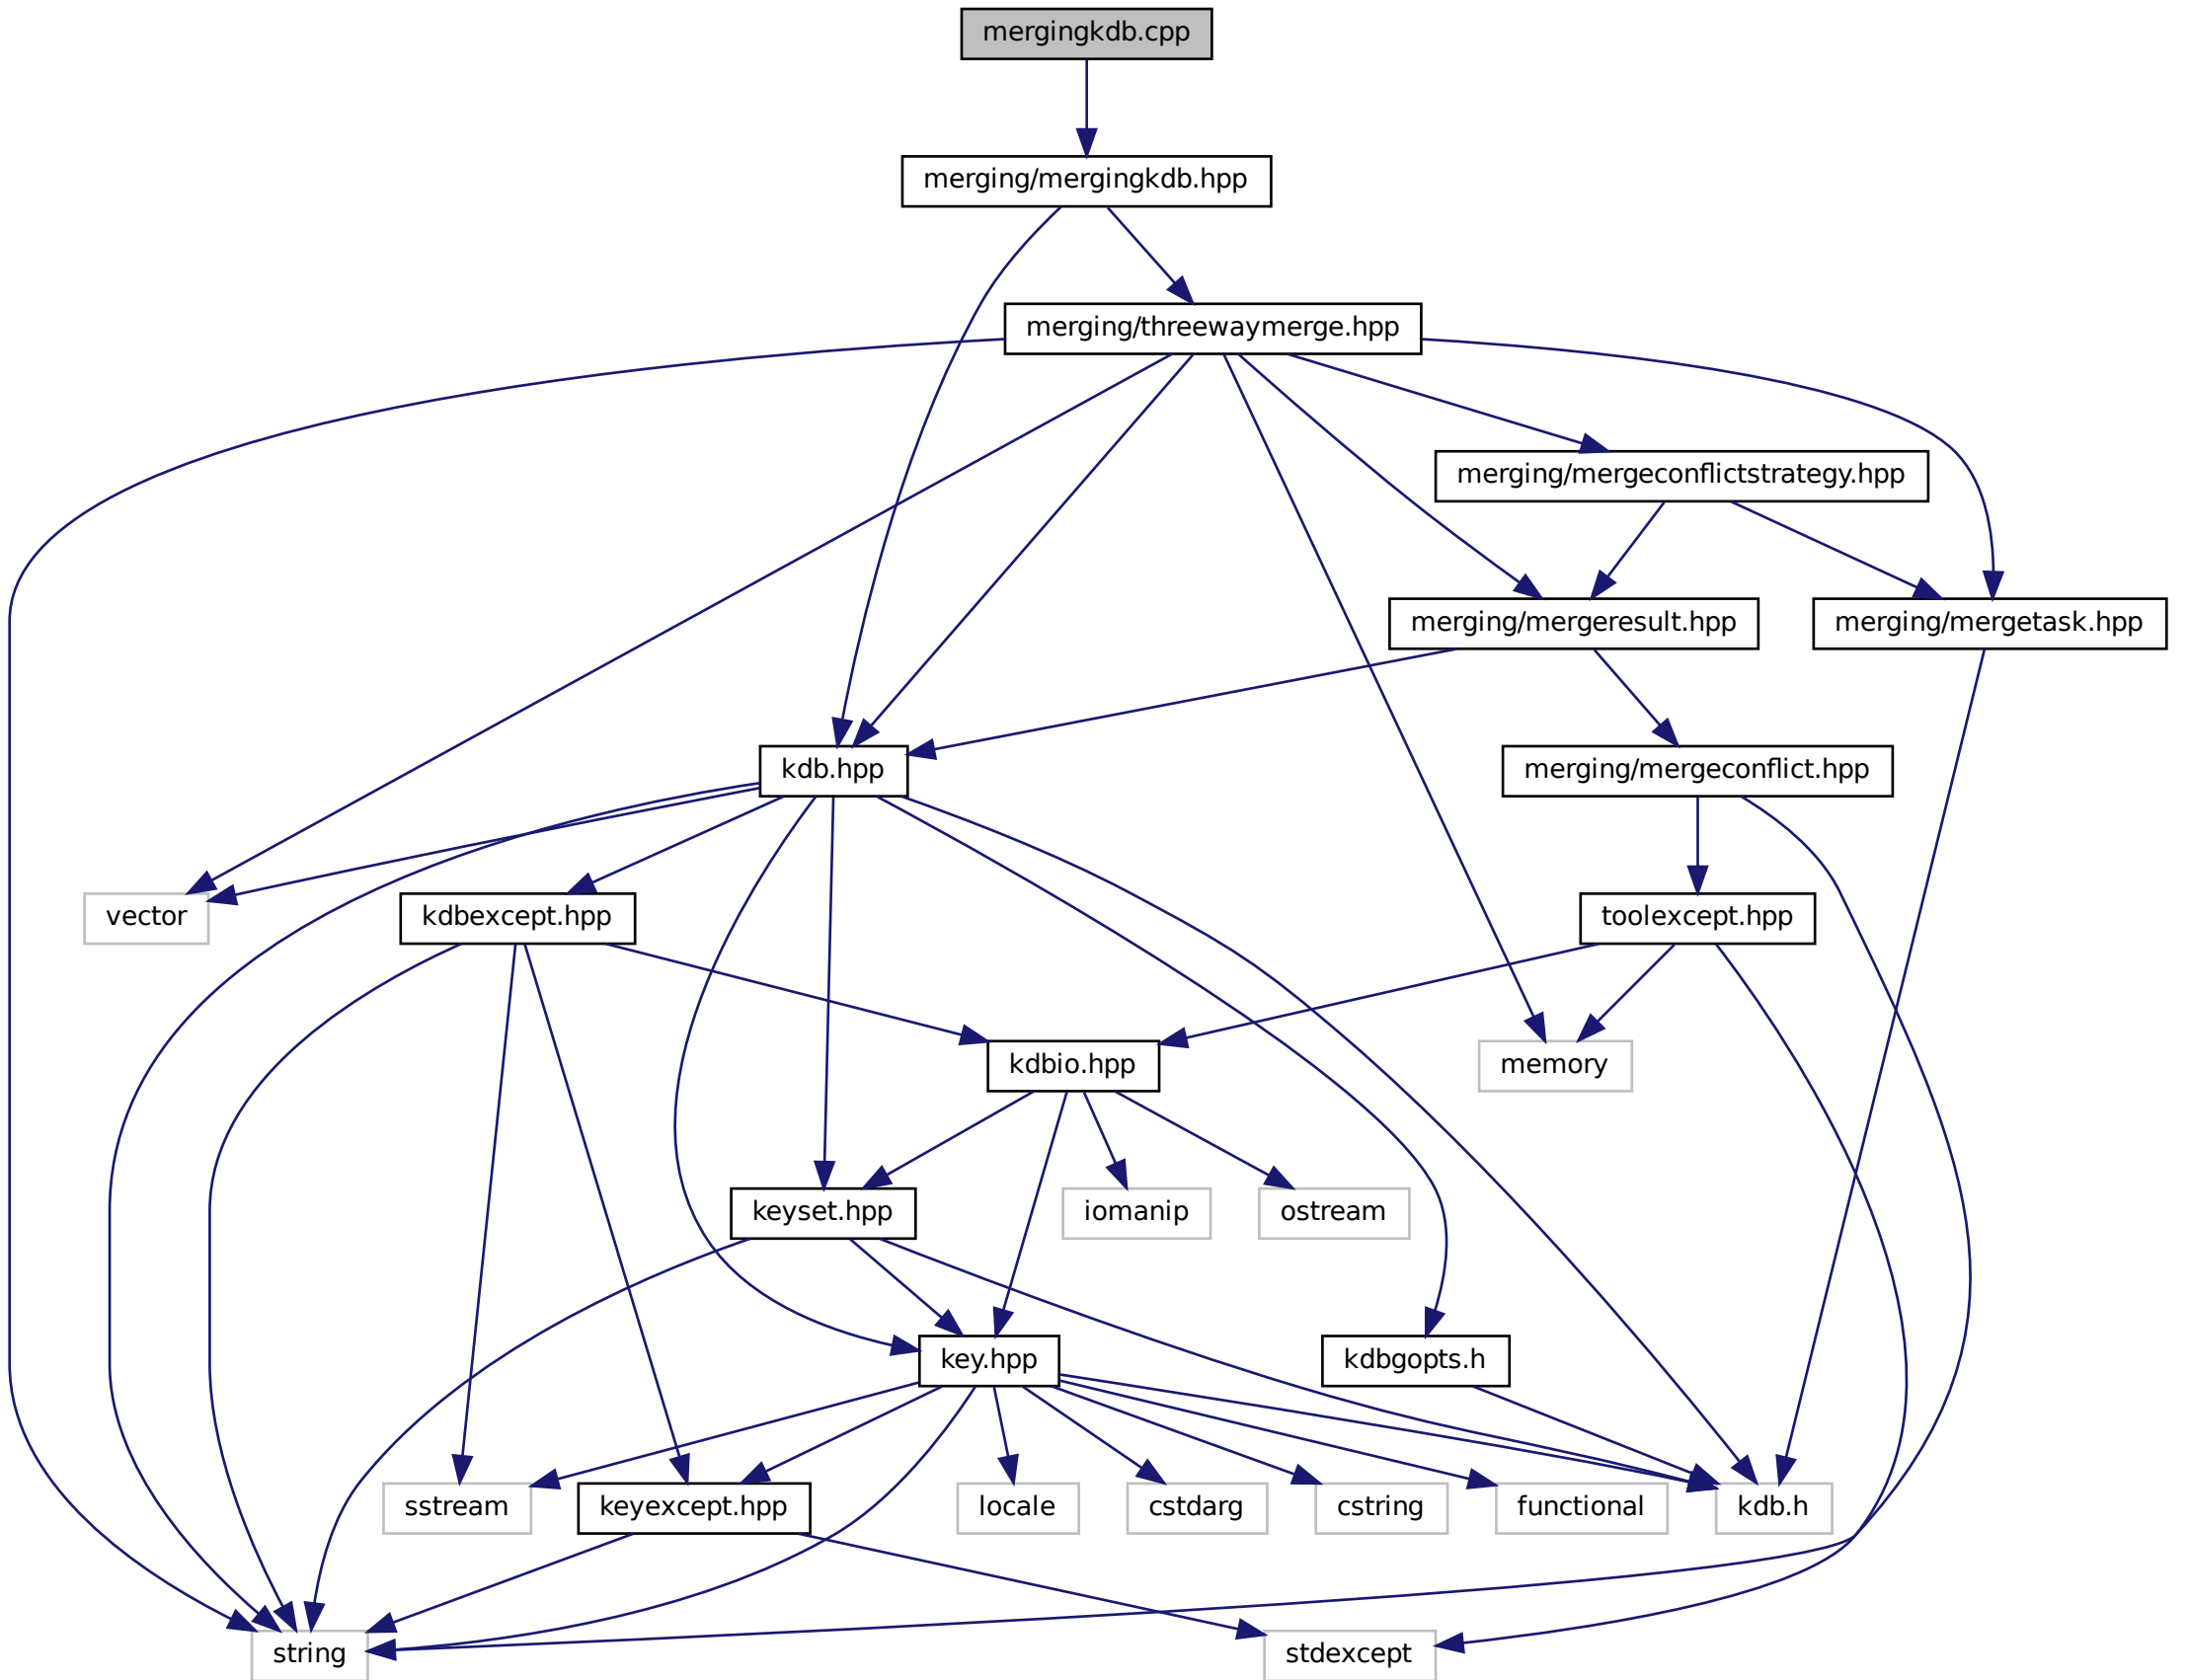 mergingkdb.cpp
merging/mergingkdb.hpp
merging/threewaymerge.hpp
merging/mergeconflictstrategy.hpp
merging/mergeresult.hpp
merging/mergetask.hpp
kdb.hpp
merging/mergeconflict.hpp
vector
kdbexcept.hpp
toolexcept.hpp
kdbio.hpp
memory
keyset.hpp
iomanip
ostream
key.hpp
kdbgopts.h
sstream
keyexcept.hpp
locale
cstdarg
cstring
functional
kdb.h
string
stdexcept